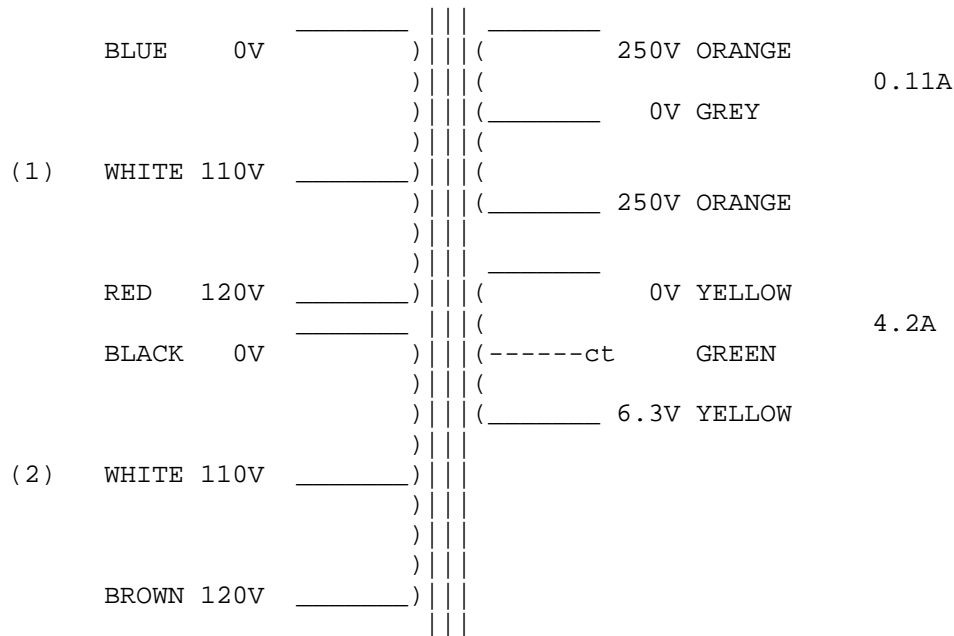 BLUE 0V 250V ORANGE
0.11A
0V GREY
(1) WHITE 110V
250V ORANGE
RED 120V 0V YELLOW
4.2A
BLACK 0V ct GREEN
6.3V YELLOW
(2) WHITE 110V
BROWN 120V